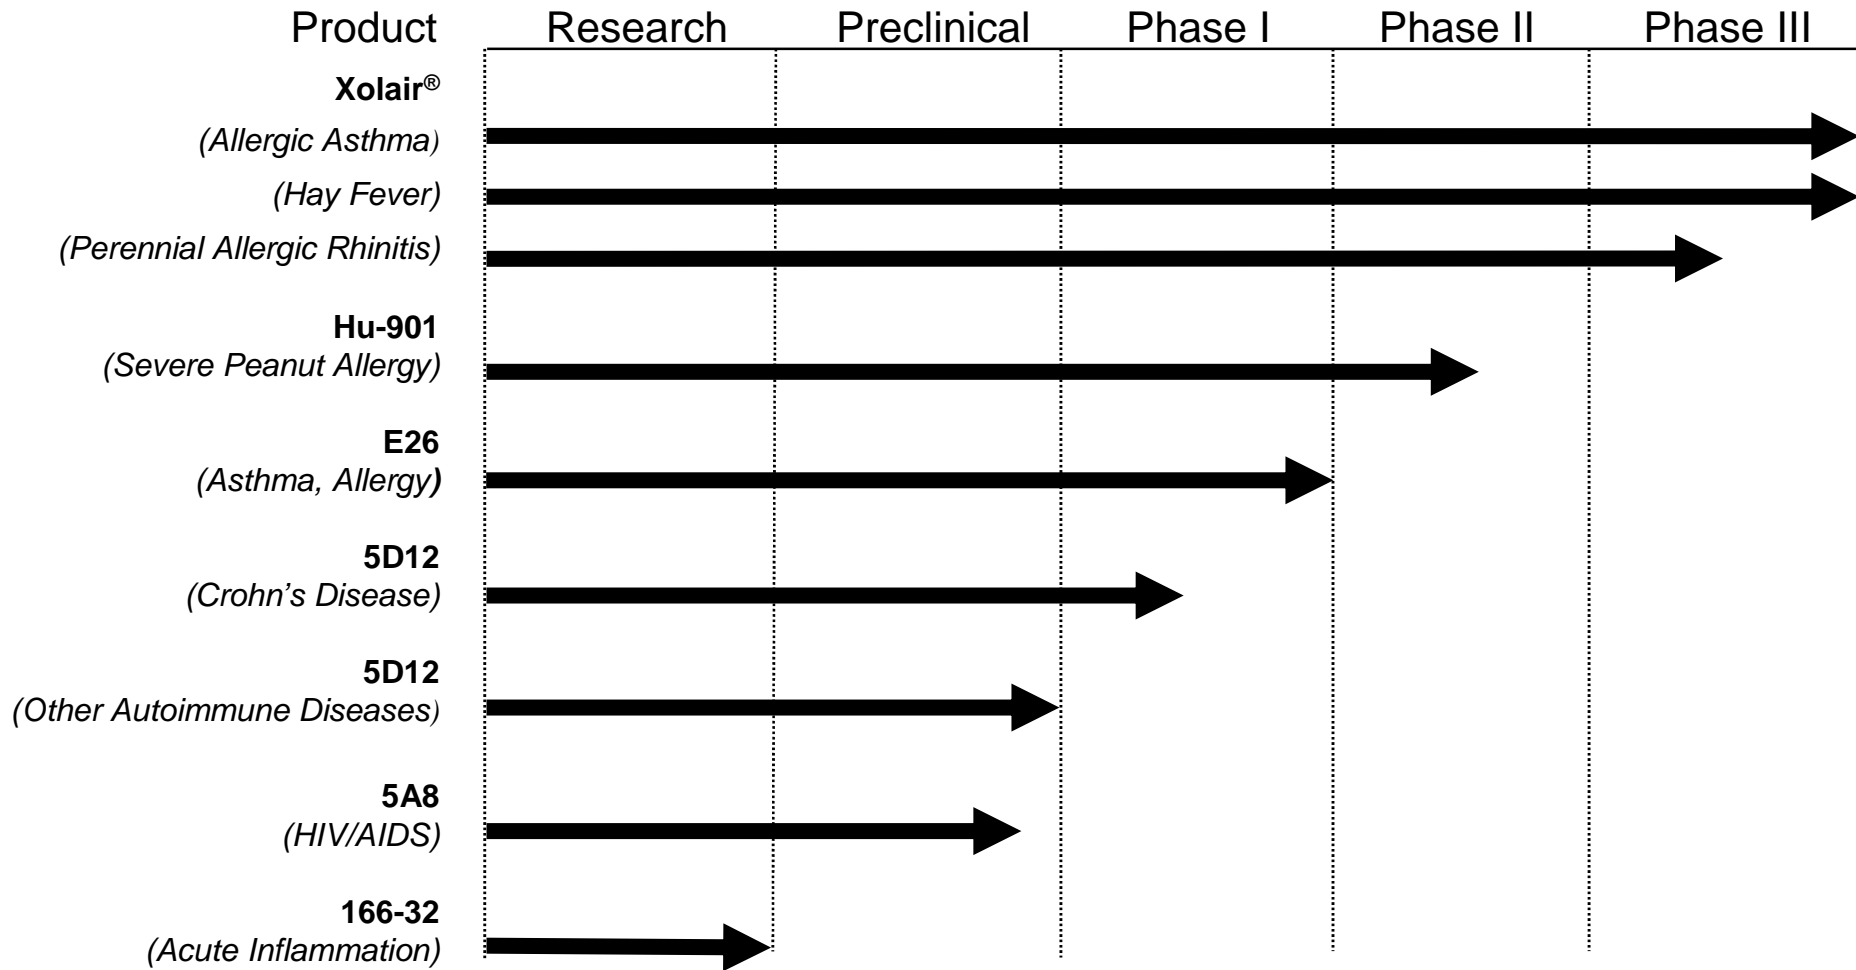 Product Research Preclinical Phase I Phase II Phase III
Xolair®
(Allergic Asthma)
(Hay Fever)
(Perennial Allergic Rhinitis)
Hu-901
(Severe Peanut Allergy)
E26
(Asthma, Allergy)
5D12
(Crohn’s Disease)
5D12
(Other Autoimmune Diseases)
5A8
(HIV/AIDS)
166-32
(Acute Inflammation)